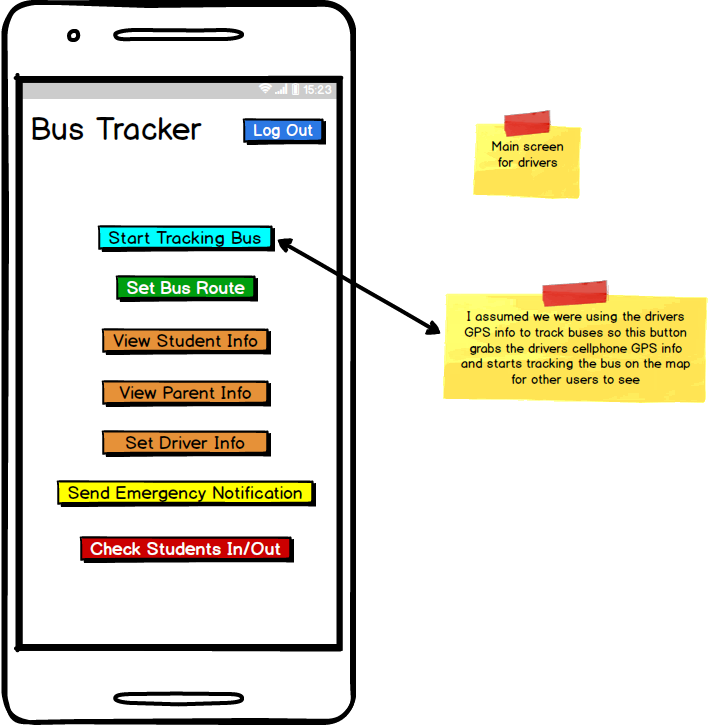 15:23
Bus Tracker
Log Out
Start Tracking Bus
Set Bus Route
View Student Info
View Parent Info
Set Driver Info
Send Emergency Notification
Check Students In/Out
Main screen
for drivers
I assumed we were using the drivers
GPS info to track buses so this button
grabs the drivers cellphone GPS info
and starts tracking the bus on the map
for other users to see